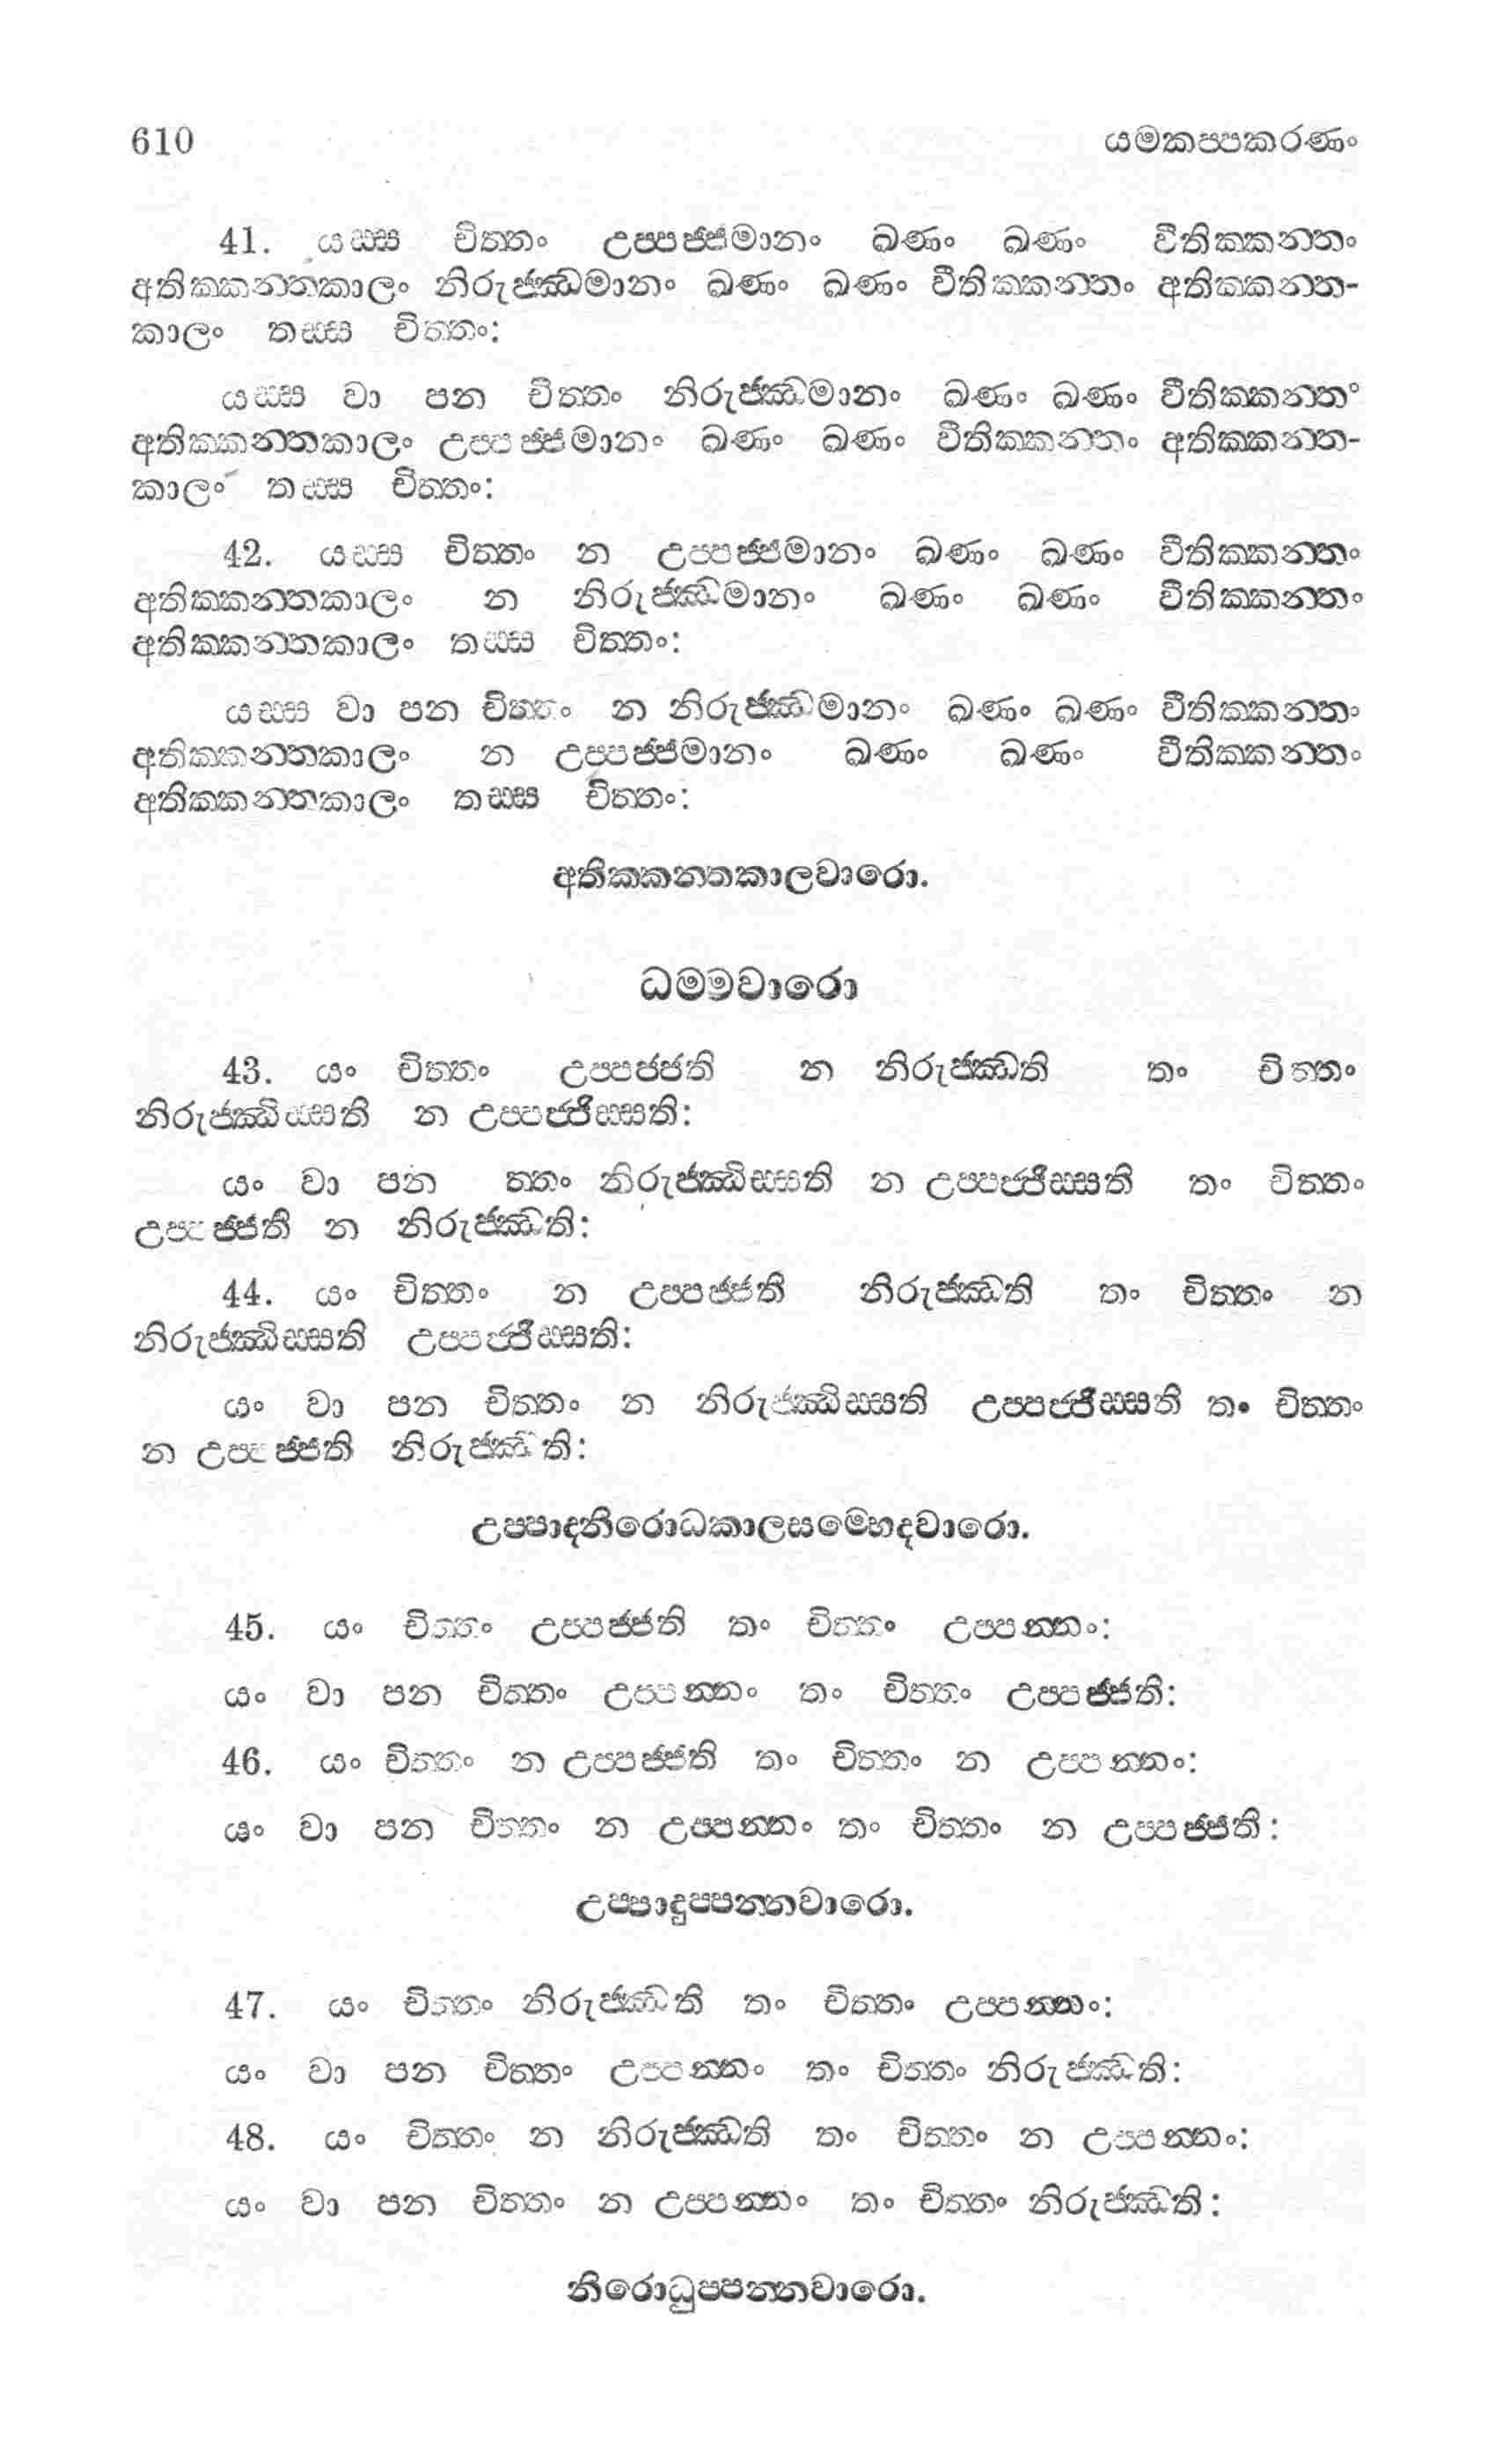 610 යමකප්පකරණං
41. යස්ස චිත්තං උප්පජ්ජමානං ඛණං ඛණං වීතික්කන්තං
අතික්කන්තකාලං නිරුජ්ඣමානං ඛණං ඛණං වීතික්කන්තං අතික්කන්ත-
කාලං තස්ස චිත්තං:
යස්ස වා පන චිත්තං නිරුජ්ඣමානං ඛණං ඛණං වීතික්කන්තං
අතික්කන්තකාලං උප්පජ්ජමානං ඛණං ඛණං වීතික්කන්තං අතික්කන්ත-
කාලං තස්ස චිත්තං:
42. යස්ස චිත්තං න උප්පජ්ජමානං ඛණං ඛණං වීතික්කන්තං
අතික්කන්තකාලං න නිරුජ්ඣමානං ඛණං ඛණං වීතික්කන්තං
අතික්කන්තකාලං තස්ස චිත්තං:
යස්ස වා පන චිත්තං න නිරුජ්ඣමානං ඛණං ඛණං වීතික්කන්තං
අතික්කන්තකාලං න උප්පජ්ජමානං ඛණං ඛණං වීතික්කන්තං
අතික්කන්තකාලං තස්ස චිත්තං:
අතික්කන්තකාලවාරො.
ධම්මවාරො
43. යං චිත්තං උප්පජ්ජති න නිරුජ්ඣති තං චිත්තං
නිරුජ්ඣිස්සති න උප්පජ්ජිස්සති:
යං වා පන ත්තං නිරුජ්ඣිස්සති න උප්පජ්ජිස්සති තං චිත්තං
උප්පජ්ජති න නිරුජ්ඣති:
44. යං චිත්තං න උප්පජ්ජති නිරුජ්ඣති තං චිත්තං න
නිරුජ්ඣිස්සති උප්පජ්ජිස්සති:
යං වා පන චිත්තං න නිරුජ්ඣිස්සති උප්පජ්ජිස්සති තං චිත්තං
න උප්පජ්ජති නිරුජ්ඣති:
උප්පාදනිරොධකාලසම්භෙදවාරො.
45. යං චිත්තං උප්පජ්ජති තං චිත්තං උප්පන්නං:
යං වා පන චිත්තං උප්පන්නං තං චිත්තං උප්පජ්ජති:
46. යං චිත්තං න උප්පජ්ජති තං චිත්තං න උප්පන්නං:
යං වා පන චිත්තං න උප්පන්නං තං චිත්තං න උප්පජ්ජති:
උප්පාදුප්පන්නවාරො.
47. යං චිත්තං නිරුජ්ඣති තං චිත්තං උප්පන්නං:
යං වා පන චිත්තං උප්පන්නං තං චිත්තං නිරුජ්ඣති:
48. යං චිත්තං න නිරුජ්ඣති තං චිත්තං න උප්පන්නං:
යං වා පන චිත්තං න උප්පන්නං තං චිත්තං නිරුජ්ඣති:
නිරොධුප්පන්නවාරො.